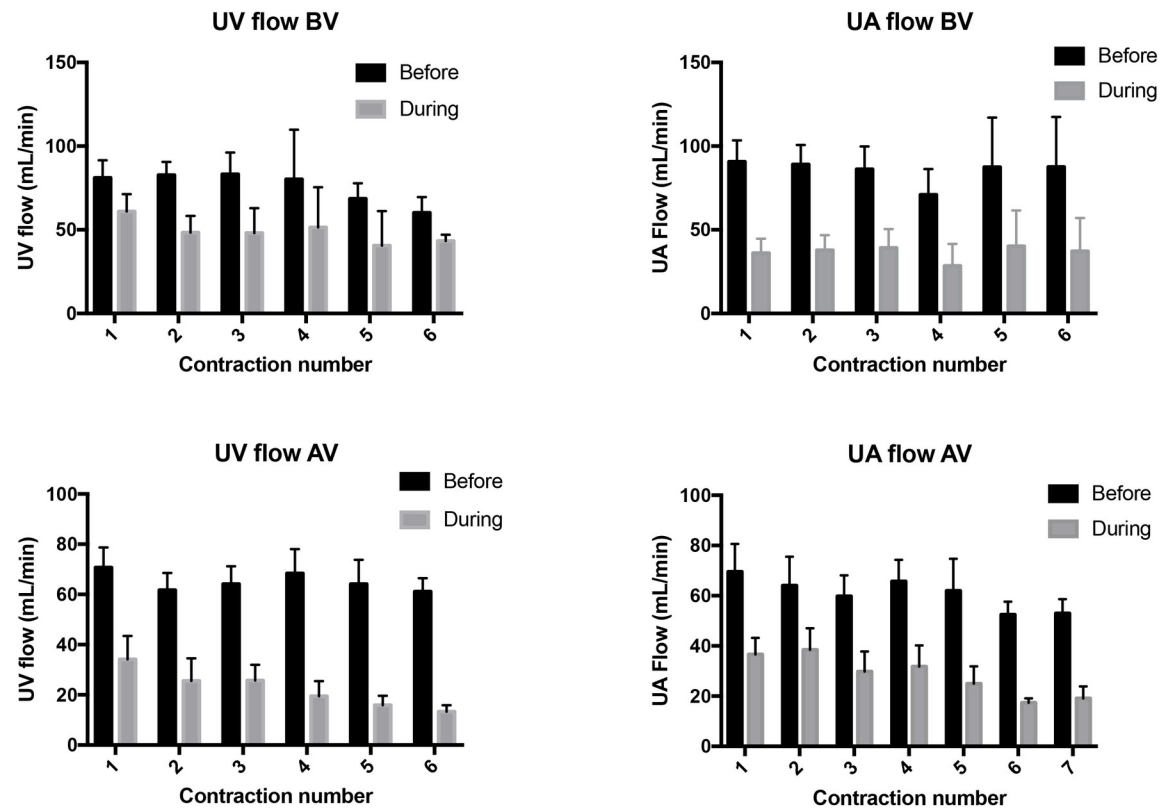 UV flow BV
150
100
50
0
UV flow (mL/min)
Before
During
1 2 3 4 5 6
Contraction number
UA flow BV
150
100
50
0
UA Flow (mL/min)
Before
During
1 2 3 4 5 6
Contraction number
UV flow AV
100
80
60
40
20
0
UV flow (mL/min)
Before
During
1 2 3 4 5 6
Contraction number
UA flow AV
100
80
60
40
20
0
UA Flow (mL/min)
Before
During
1 2 3 4 5 6 7
Contraction number